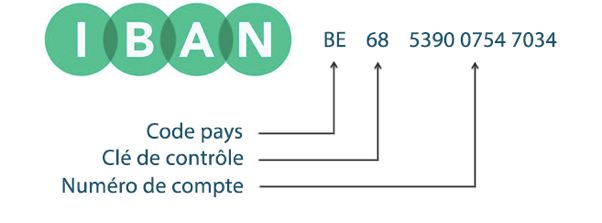 IBAN BE 68 5390 0754 7034
Code pays
Clé de contrôle
Numéro de compte